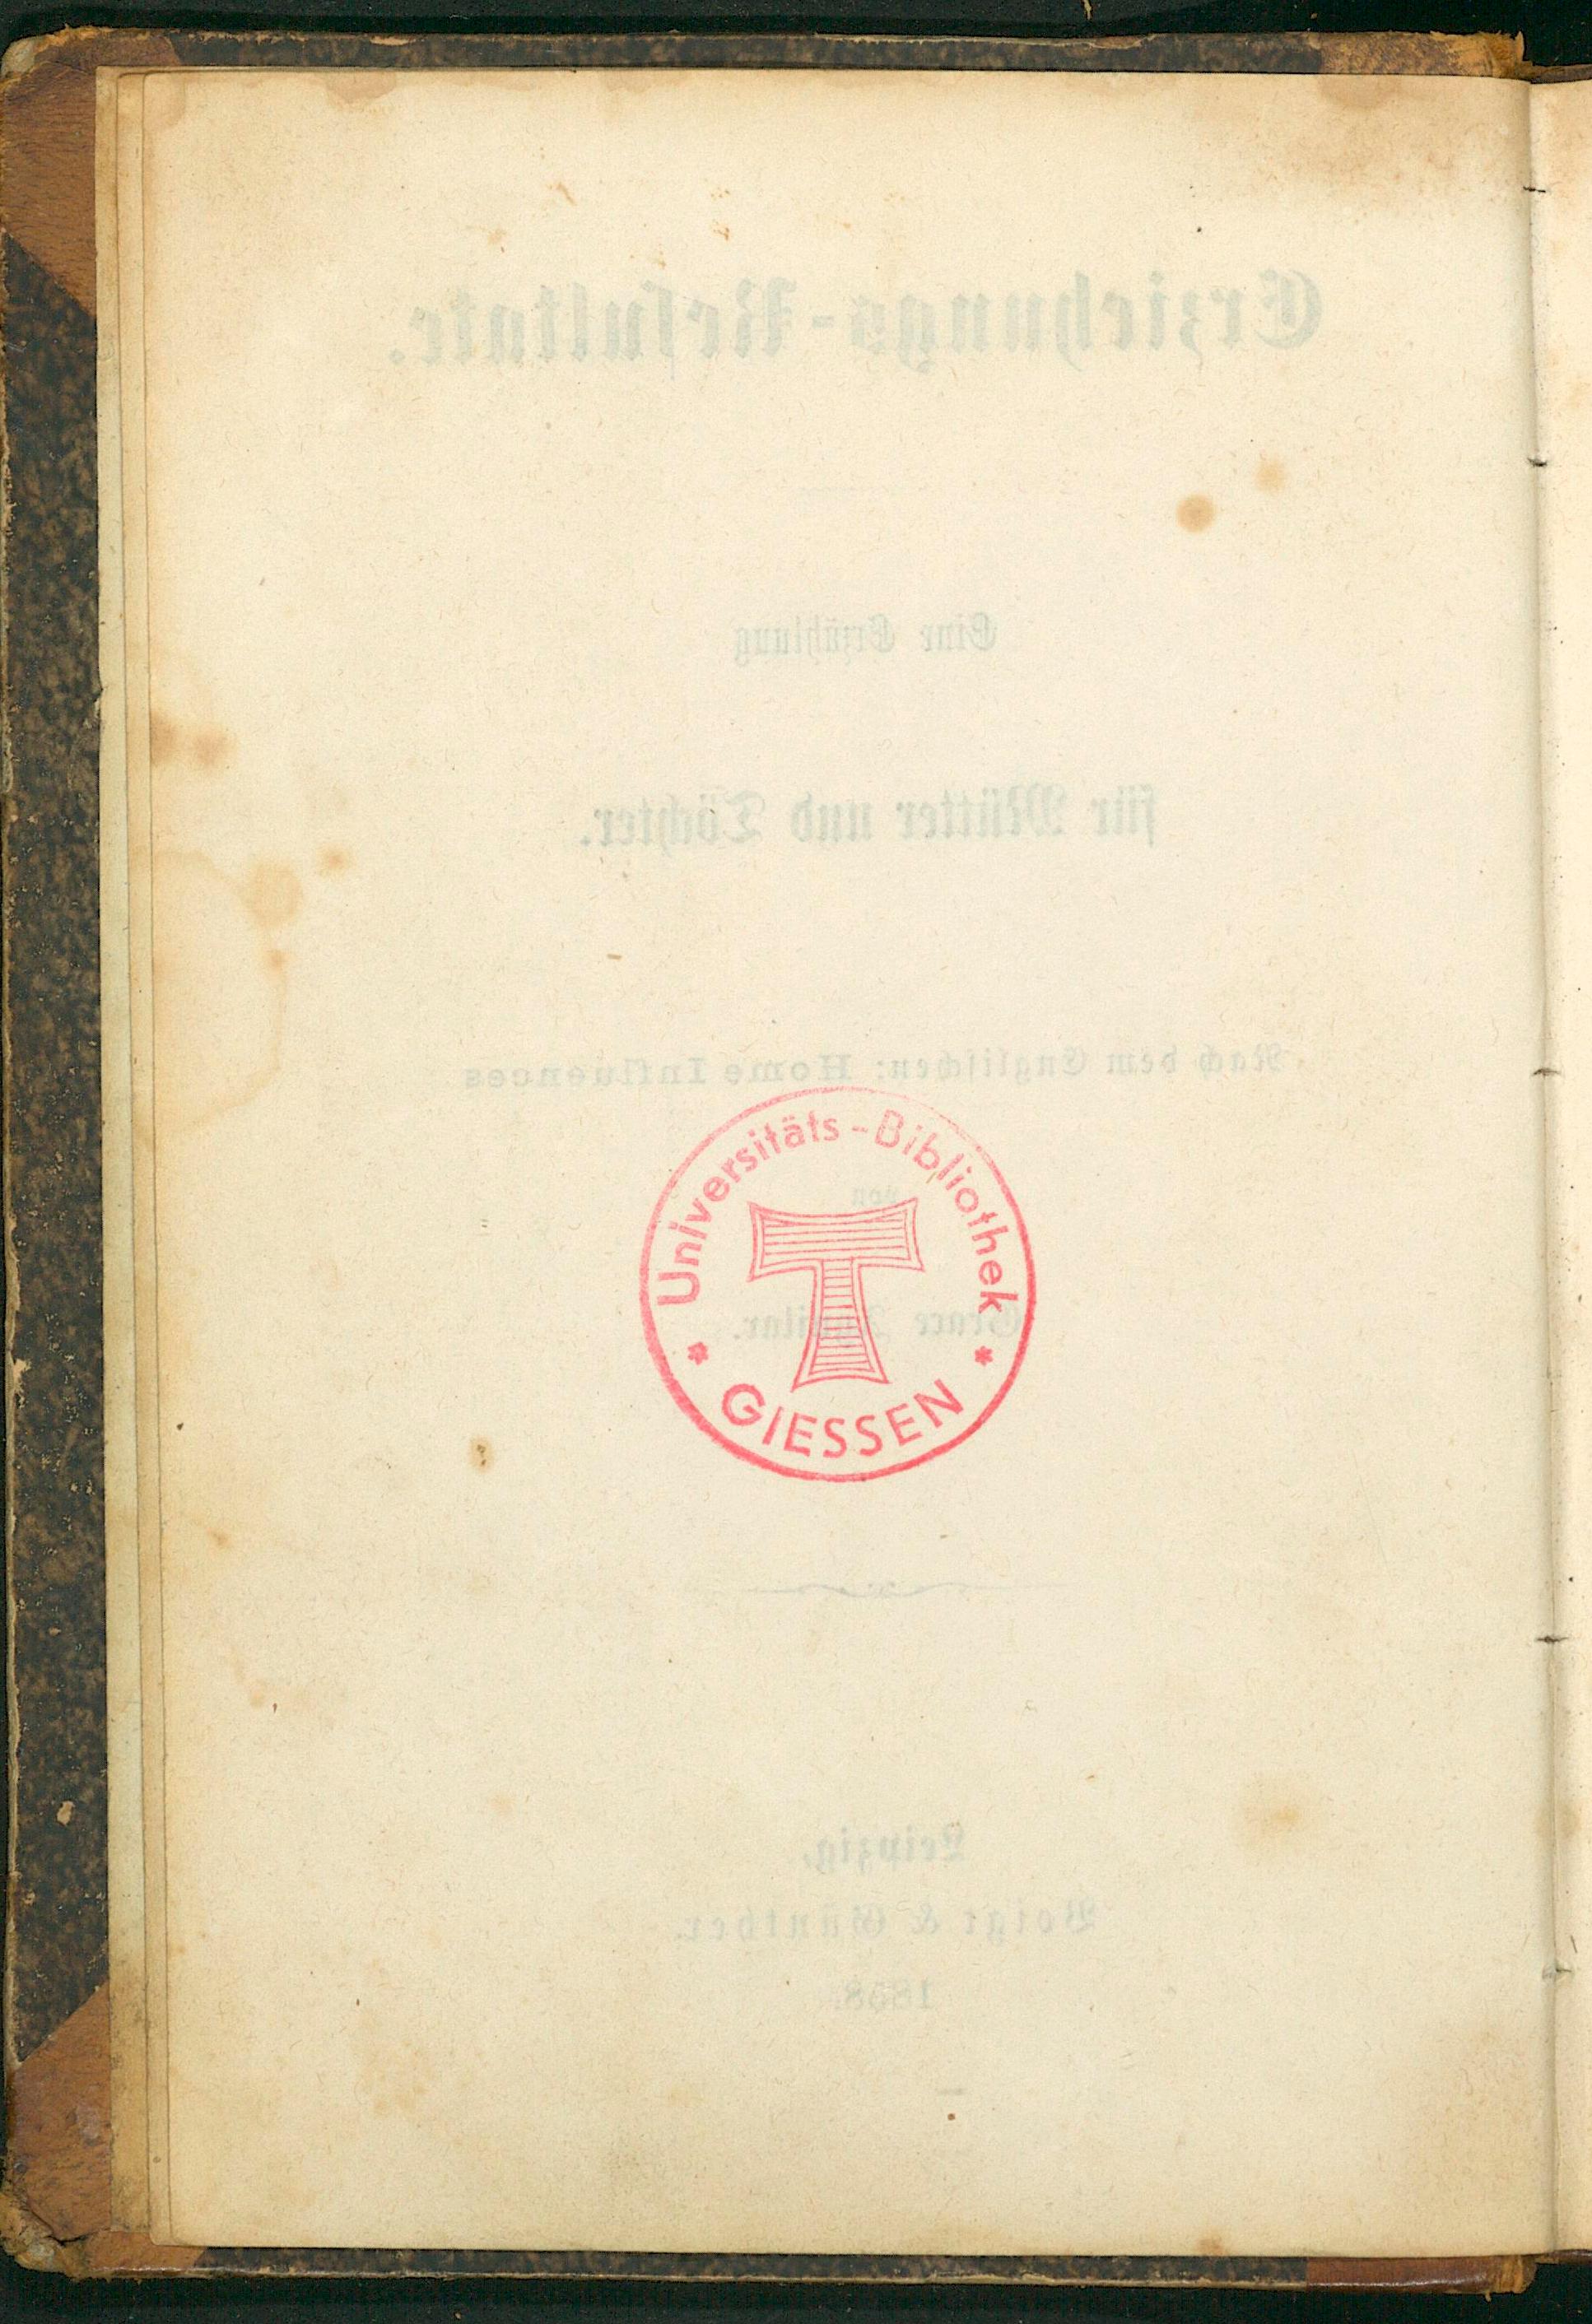 Erziehungs-Resultate.
Eine Erzählung
für Mütter und Töchter.
Nach dem Englischen: Home Influences
von
Grace Aguilar.
Universitäts-Bibliothek
GIESSEN
Leipzig,
Voigt & Günther.
1858.